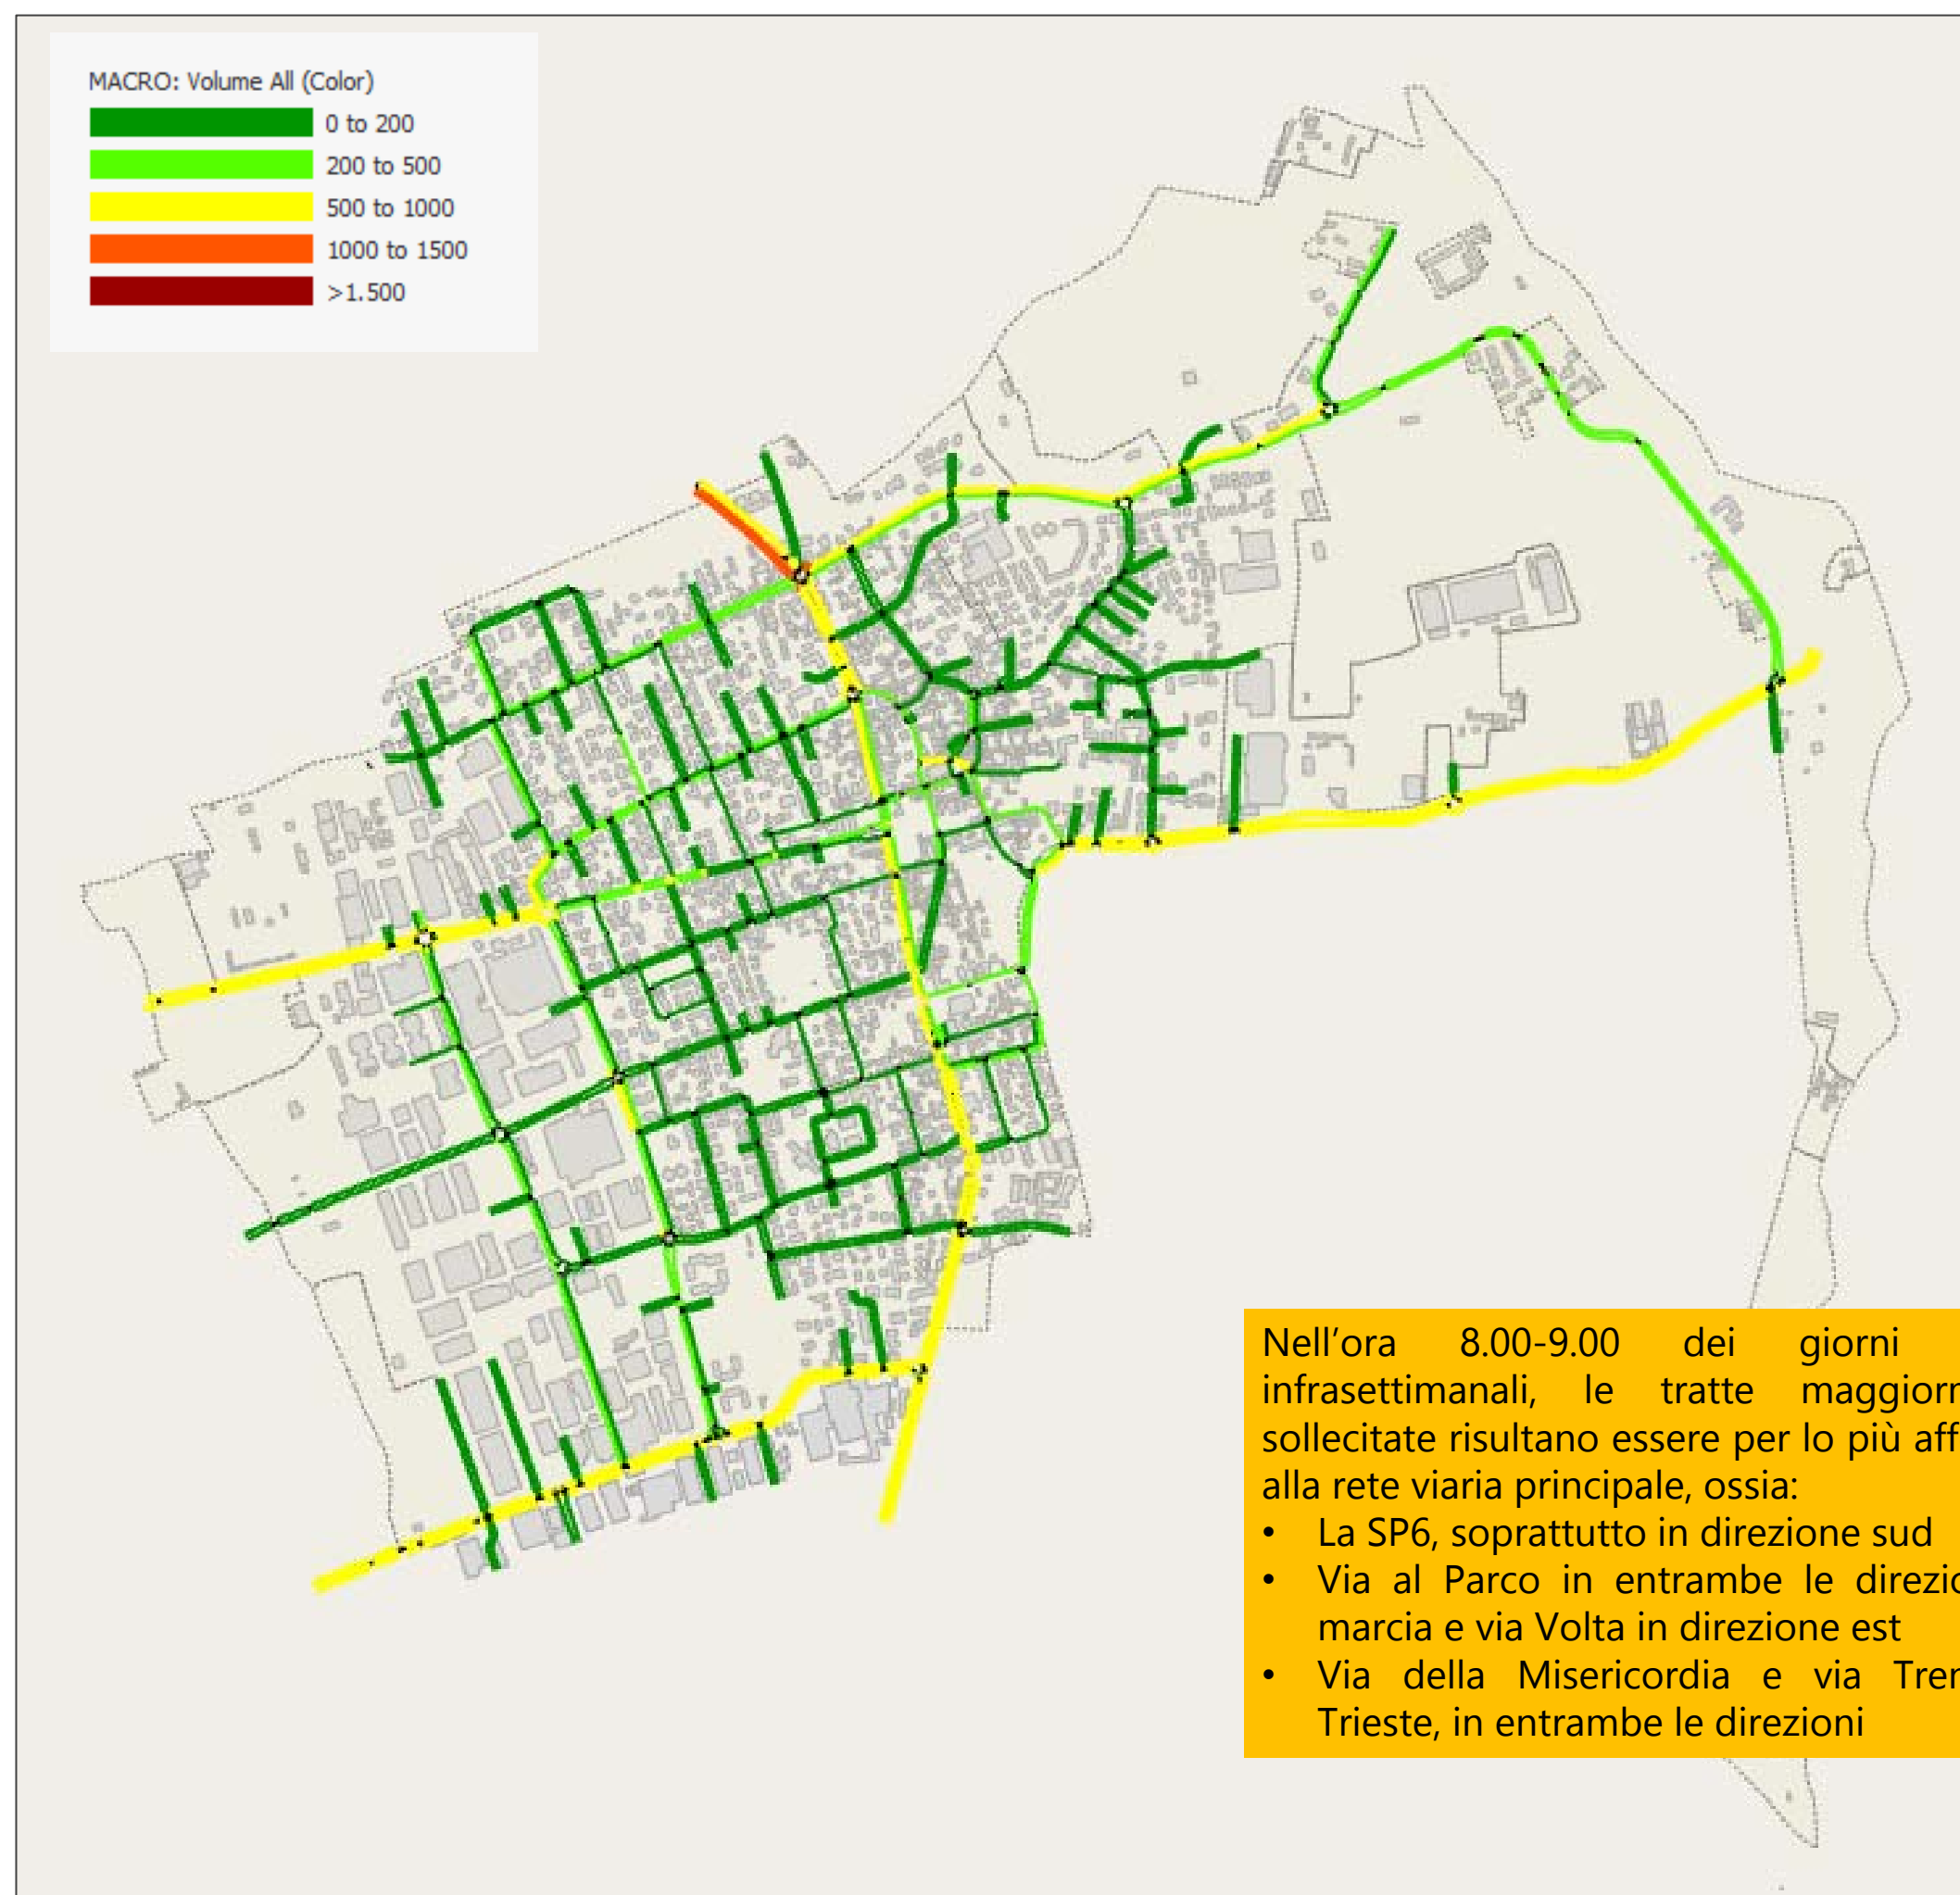 MACRO: Volume All (Color)
0 to 200
200 to 500
500 to 1000
1000 to 1500
>1.500
Nell'ora 8.00-9.00 dei giorni
infrasettimanali, le tratte
sollecitate risultano essere per lo più
alla rete viaria principale, ossia:
• La SP6, soprattutto in direzione sud
• Via al Parco in entrambe le
marcia e via Volta in direzione est
• Via della Misericordia e via
Trieste, in entrambe le direzioni